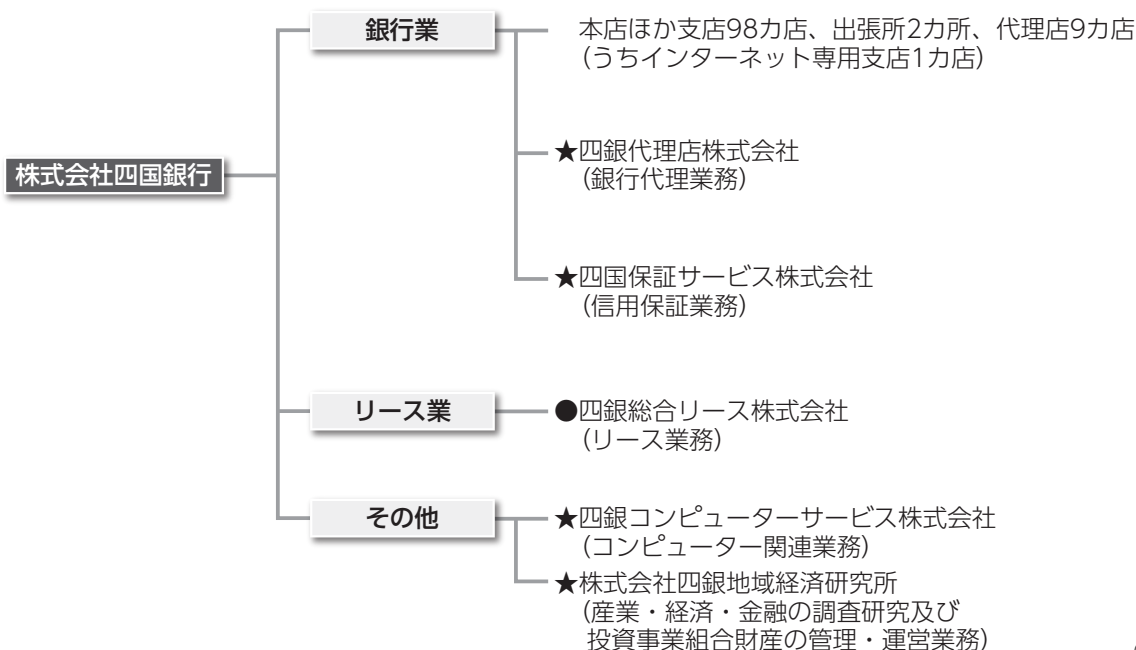 株式会社四国銀行
銀行業
本店ほか支店98カ店、出張所2カ所、代理店9カ店
(うちインターネット専用支店1カ店)
★四銀代理店株式会社
(銀行代理業務)
★四国保証サービス株式会社
(信用保証業務)
リース業
●四銀総合リース株式会社
(リース業務)
その他
★四銀コンピューターサービス株式会社
(コンピューター関連業務)
★株式会社四銀地域経済研究所
(産業・経済・金融の調査研究及び
投資事業組合財産の管理・運営業務)